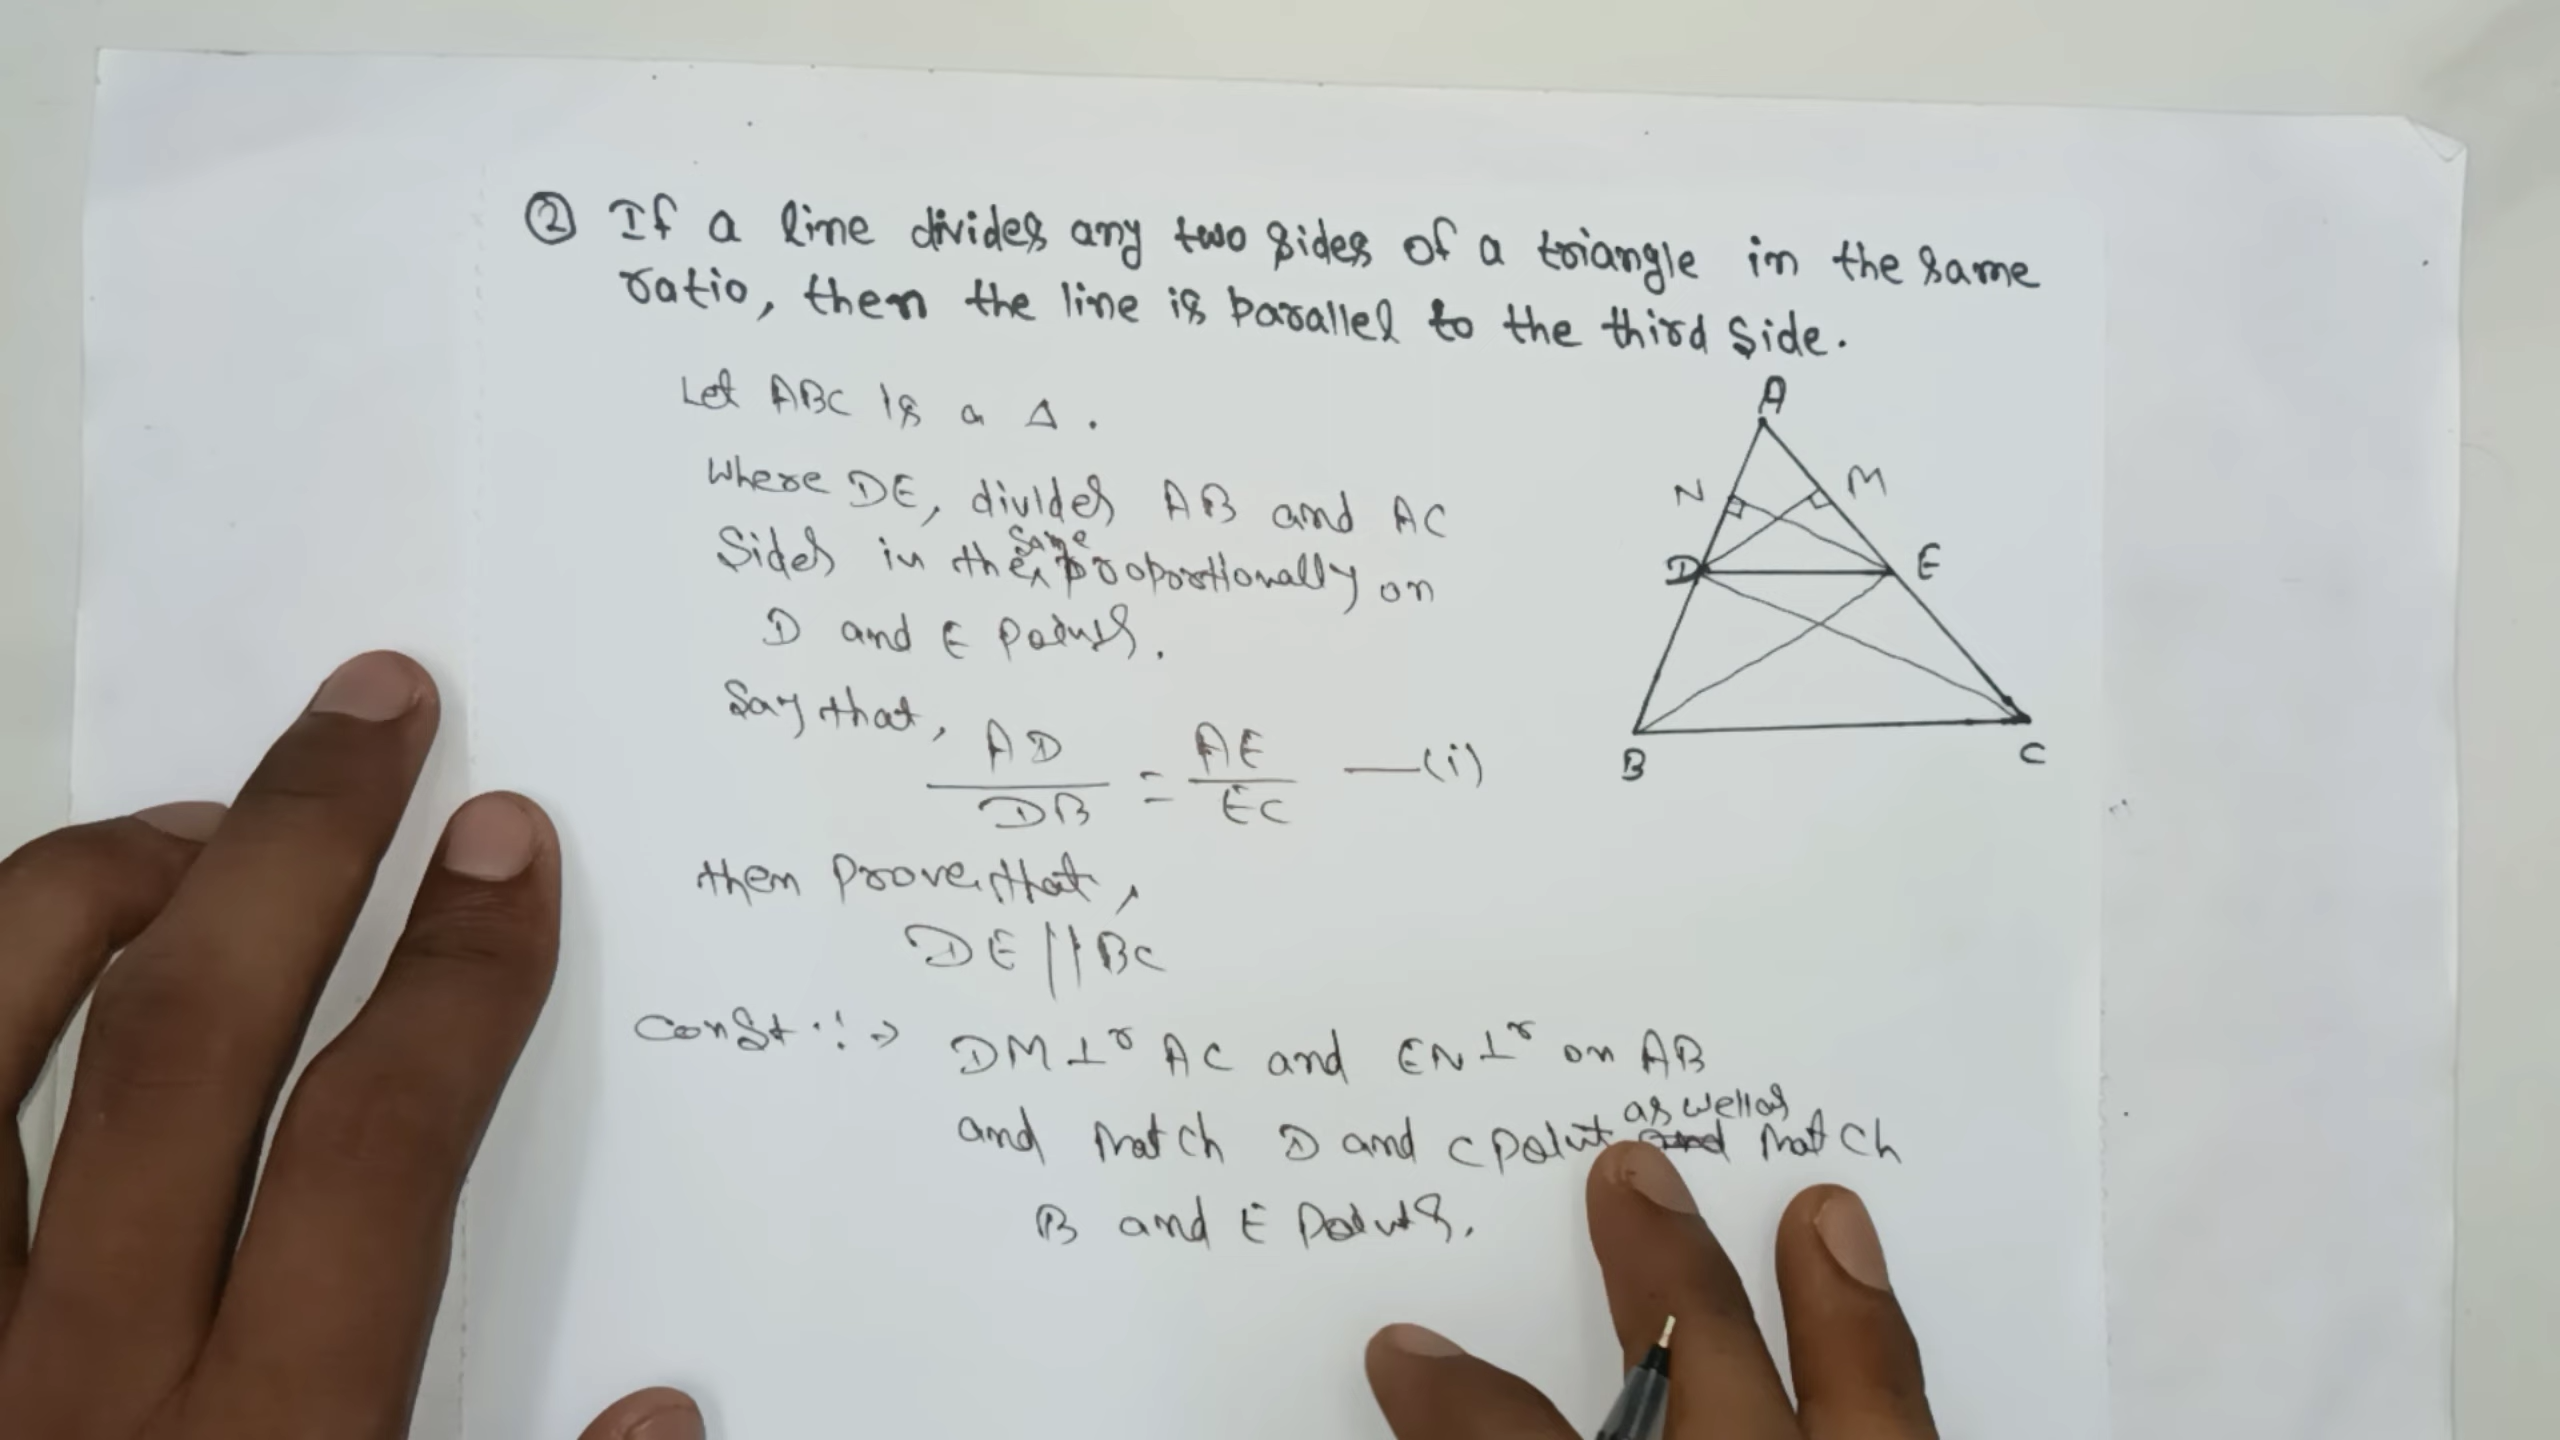 ② If a line divides any two sides of a triangle in the same
ratio, then the line is parallel to the third side.
Let ABC is a Δ.
Where DE, divides AB and AC
Sides in the same proportionally on
D and E points.
Say that,
AD/DB = AE/EC —(i)
then prove that,
DE || BC
Const.:→ DM ⊥r AC and EN ⊥r on AB
and match D and C point as well as match
B and E points.
A
N
M
D
E
B
C